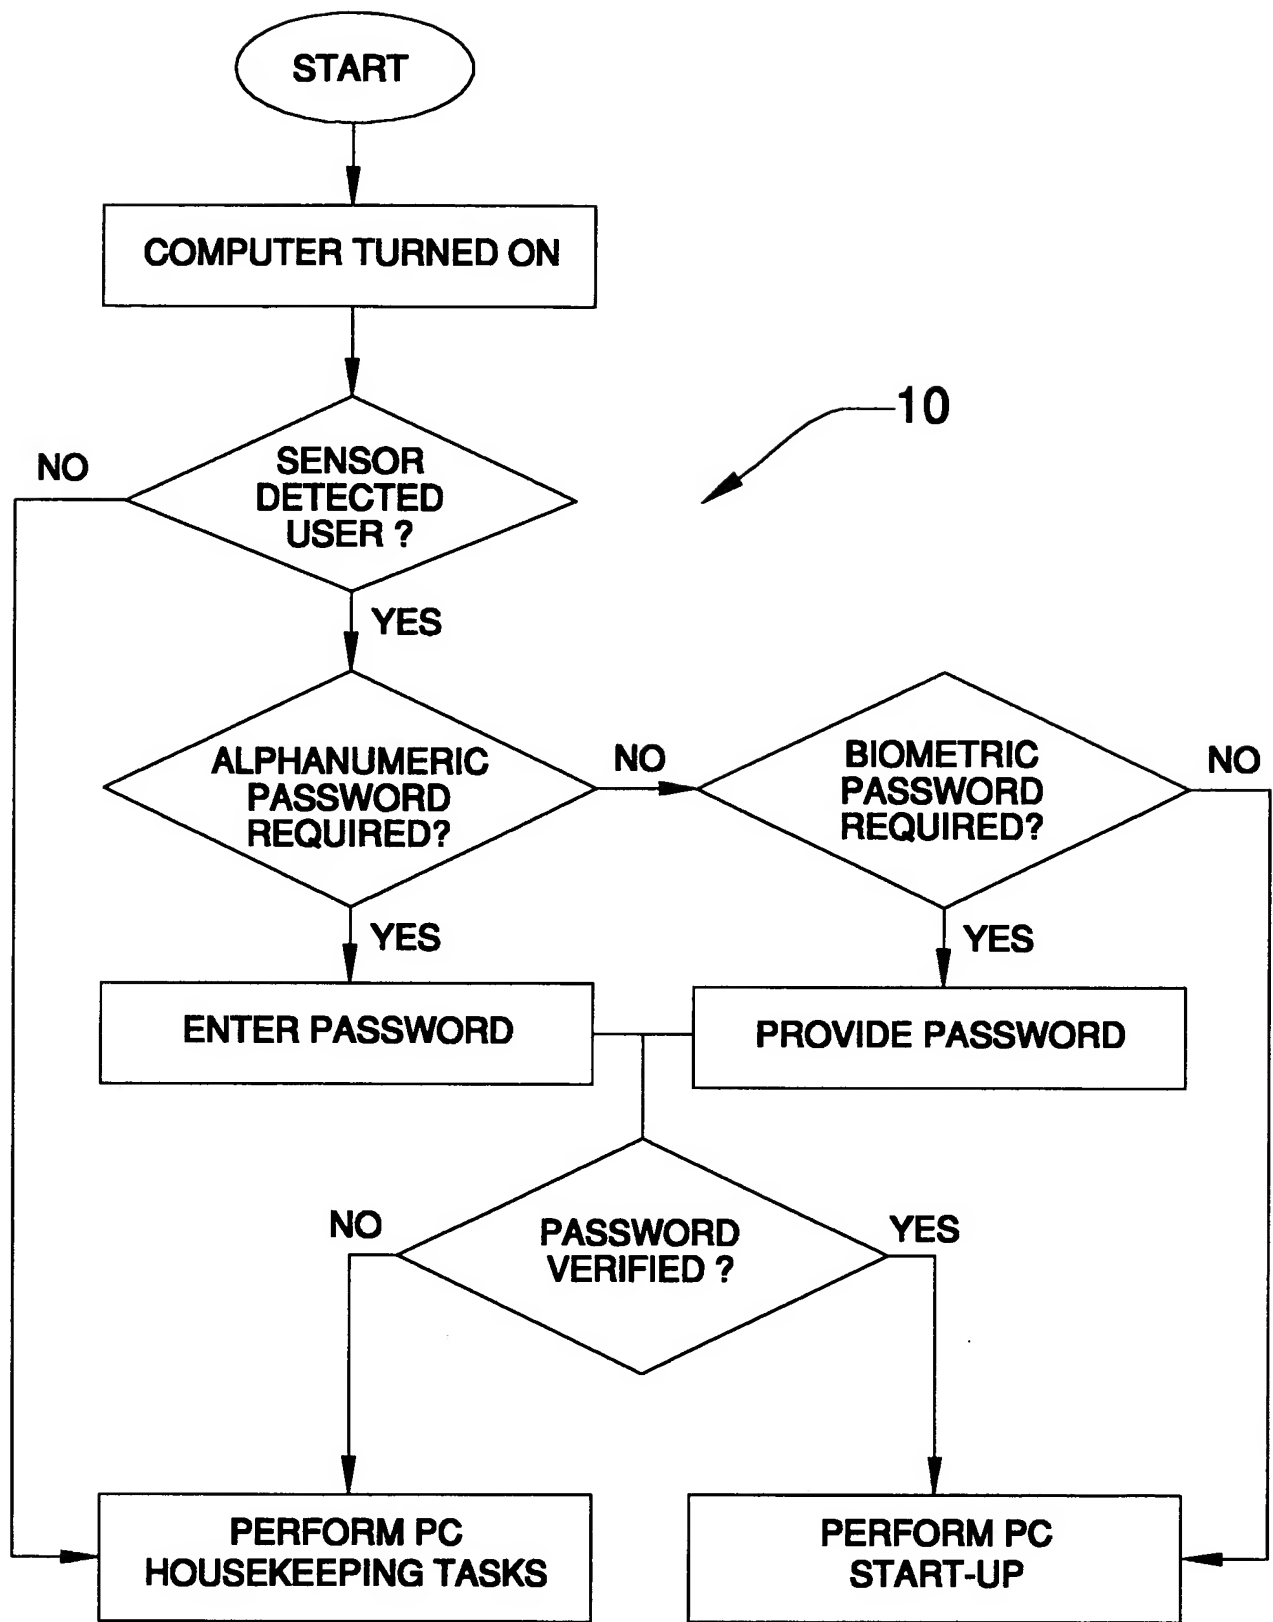 START
COMPUTER TURNED ON
10
NO
SENSOR
DETECTED
USER ?
YES
ALPHANUMERIC
PASSWORD
REQUIRED?
NO
BIOMETRIC
PASSWORD
REQUIRED?
NO
YES
YES
ENTER PASSWORD
PROVIDE PASSWORD
NO
PASSWORD
VERIFIED ?
YES
PERFORM PC
HOUSEKEEPING TASKS
PERFORM PC
START-UP